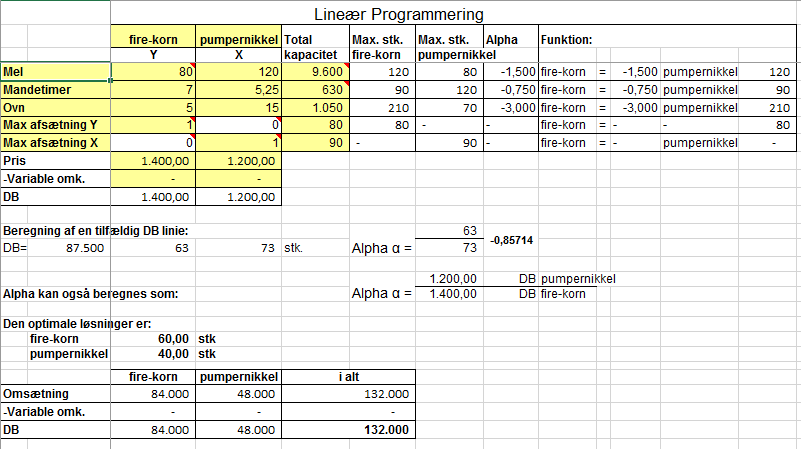 Lineær Programmering
fire-korn pumpernikkel Total Max. stk. Max. stk. Alpha Funktion:
Y X kapacitet fire-korn pumpernikkel
Mel 80 120 9.600 120 80 -1,500 fire-korn = -1,500 pumpernikkel 120
Mandetimer 7 5,25 630 90 120 -0,750 fire-korn = -0,750 pumpernikkel 90
Ovn 5 15 1.050 210 70 -3,000 fire-korn = -3,000 pumpernikkel 210
Max afsætning Y 1 0 80 80 - - fire-korn = - - 80
Max afsætning X 0 1 90 - 90 - fire-korn = - pumpernikkel -
Pris 1.400,00 1.200,00
-Variable omk. - -
DB 1.400,00 1.200,00
Beregning af en tilfældig DB linie: 63
-0,85714
DB= 87.500 63 73 stk. Alpha α = 73
1.200,00 DB pumpernikkel
Alpha kan også beregnes som: Alpha α = 1.400,00 DB fire-korn
Den optimale løsninger er:
fire-korn 60,00 stk
pumpernikkel 40,00 stk
fire-korn pumpernikkel i alt
Omsætning 84.000 48.000 132.000
-Variable omk. - - -
DB 84.000 48.000 132.000